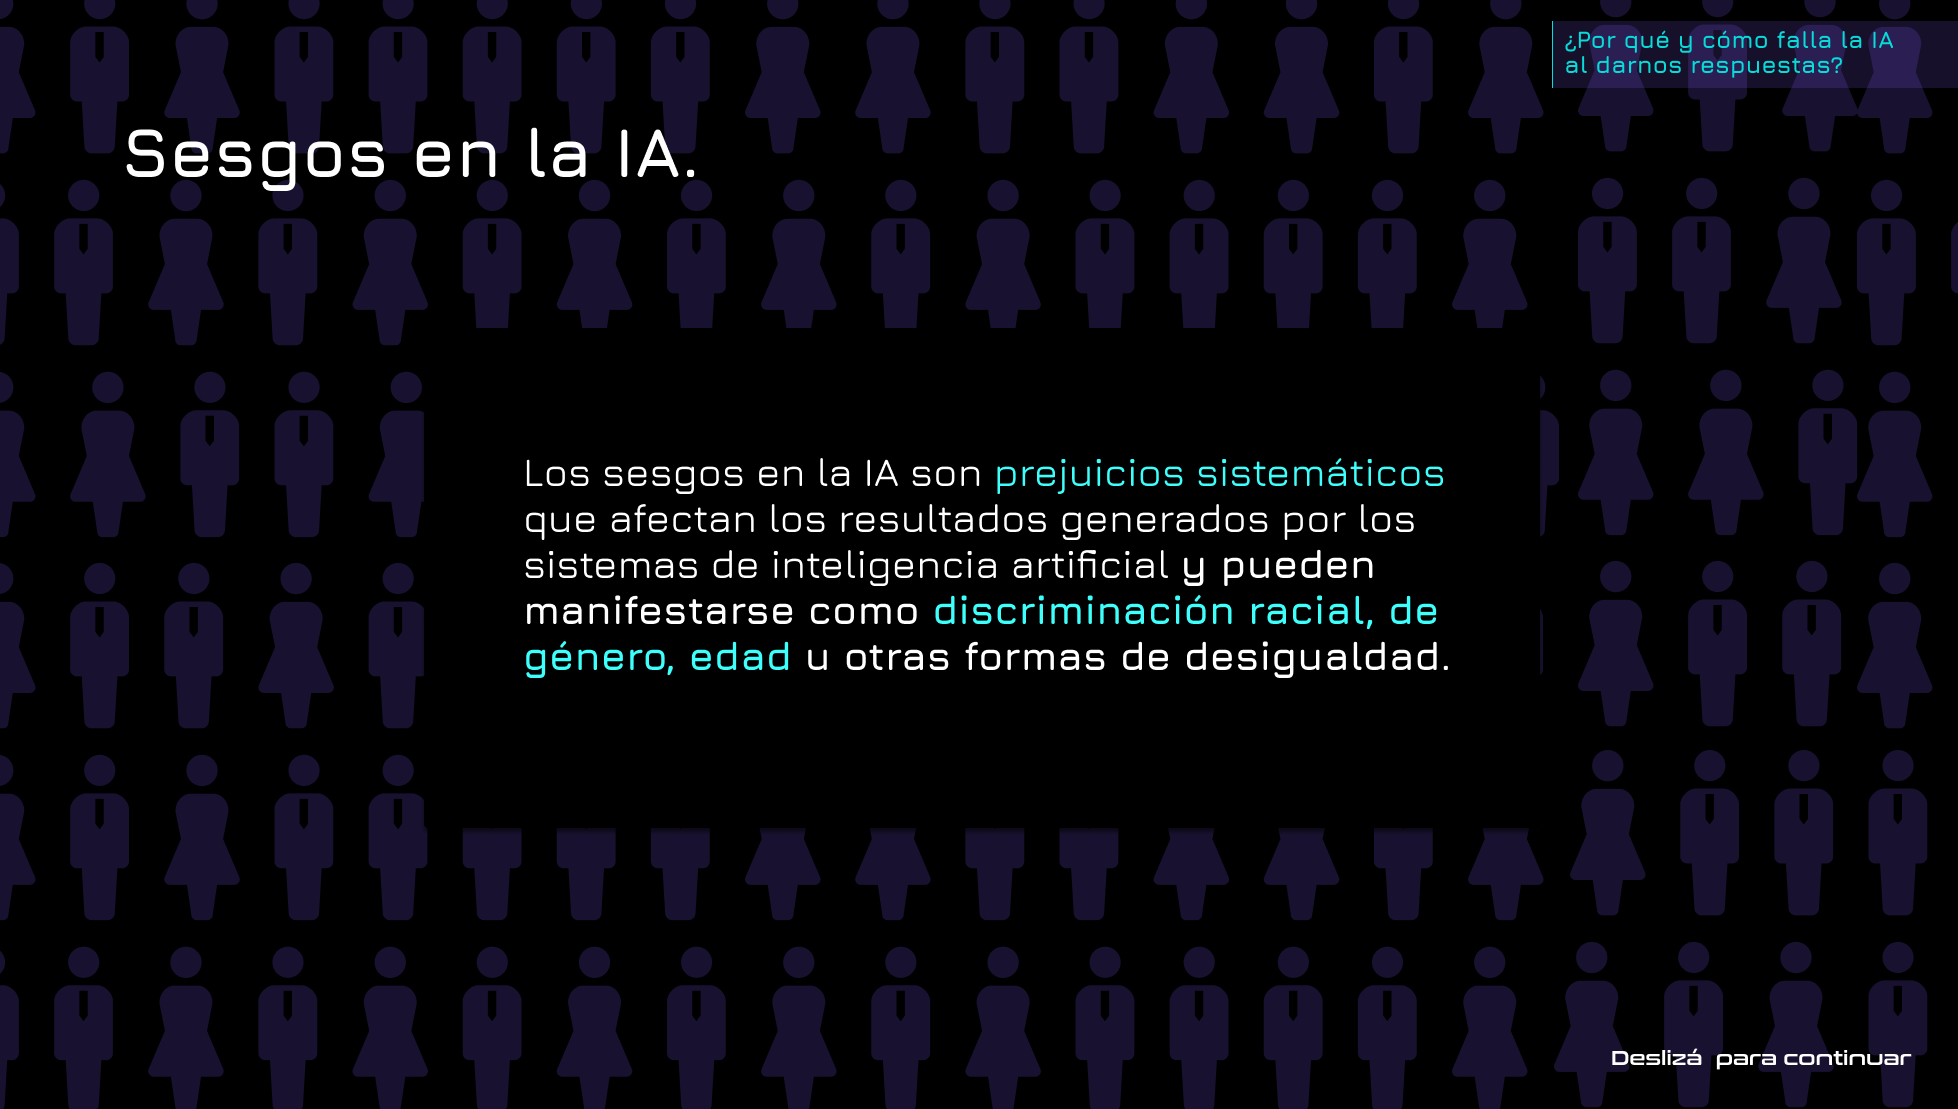 ¿Por qué y cómo falla la IA
al darnos respuestas?
Sesgos en la IA.
Los sesgos en la IA son prejuicios sistemáticos
que afectan los resultados generados por los
sistemas de inteligencia artificial y pueden
manifestarse como discriminación racial, de
género, edad u otras formas de desigualdad.
Deslizá para continuar